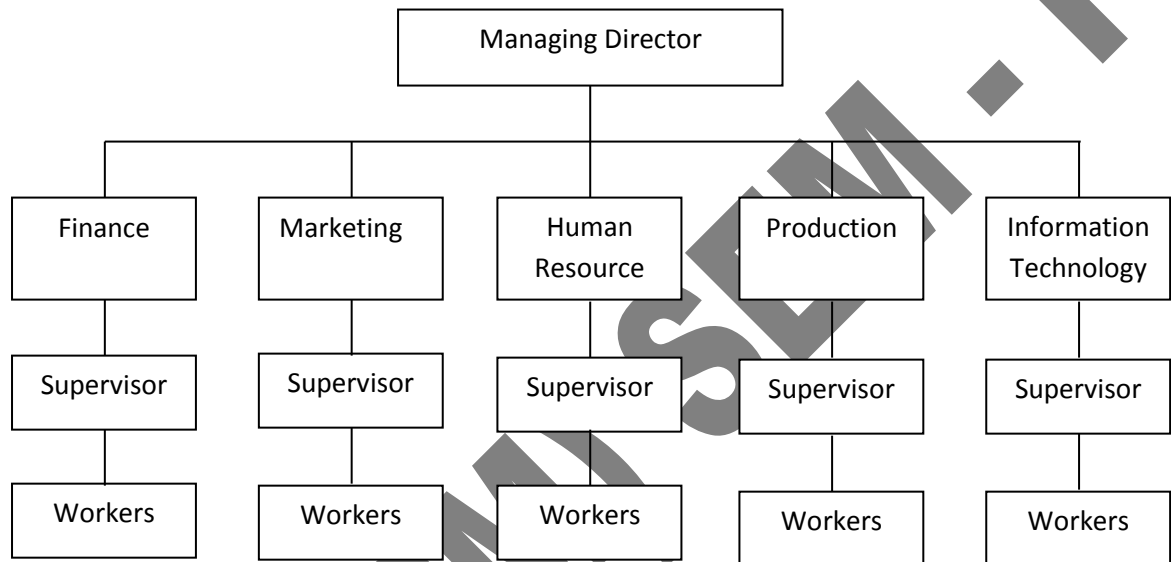 Managing Director
Finance
Marketing
Human
Resource
Production
Information
Technology
Supervisor
Supervisor
Supervisor
Supervisor
Supervisor
Workers
Workers
Workers
Workers
Workers